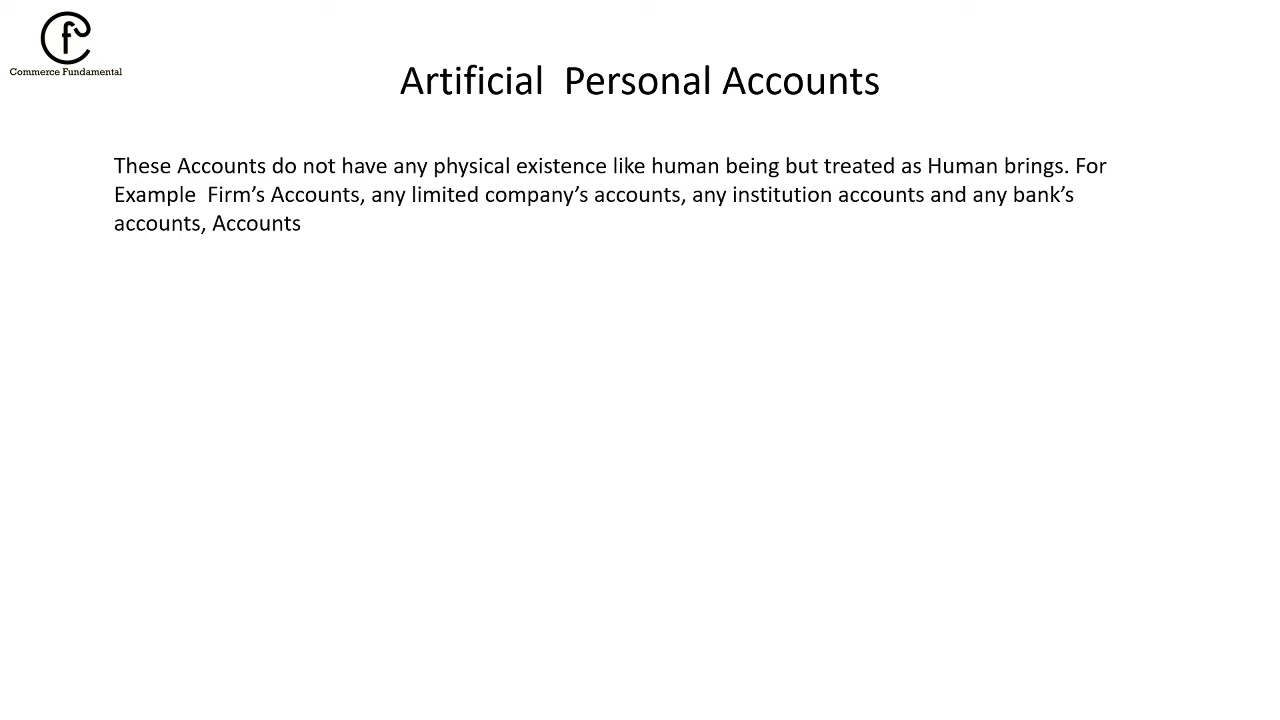 Commerce Fundamental
Artificial  Personal Accounts
These Accounts do not have any physical existence like human being but treated as Human brings. For
Example  Firm’s Accounts, any limited company’s accounts, any institution accounts and any bank’s
accounts, Accounts